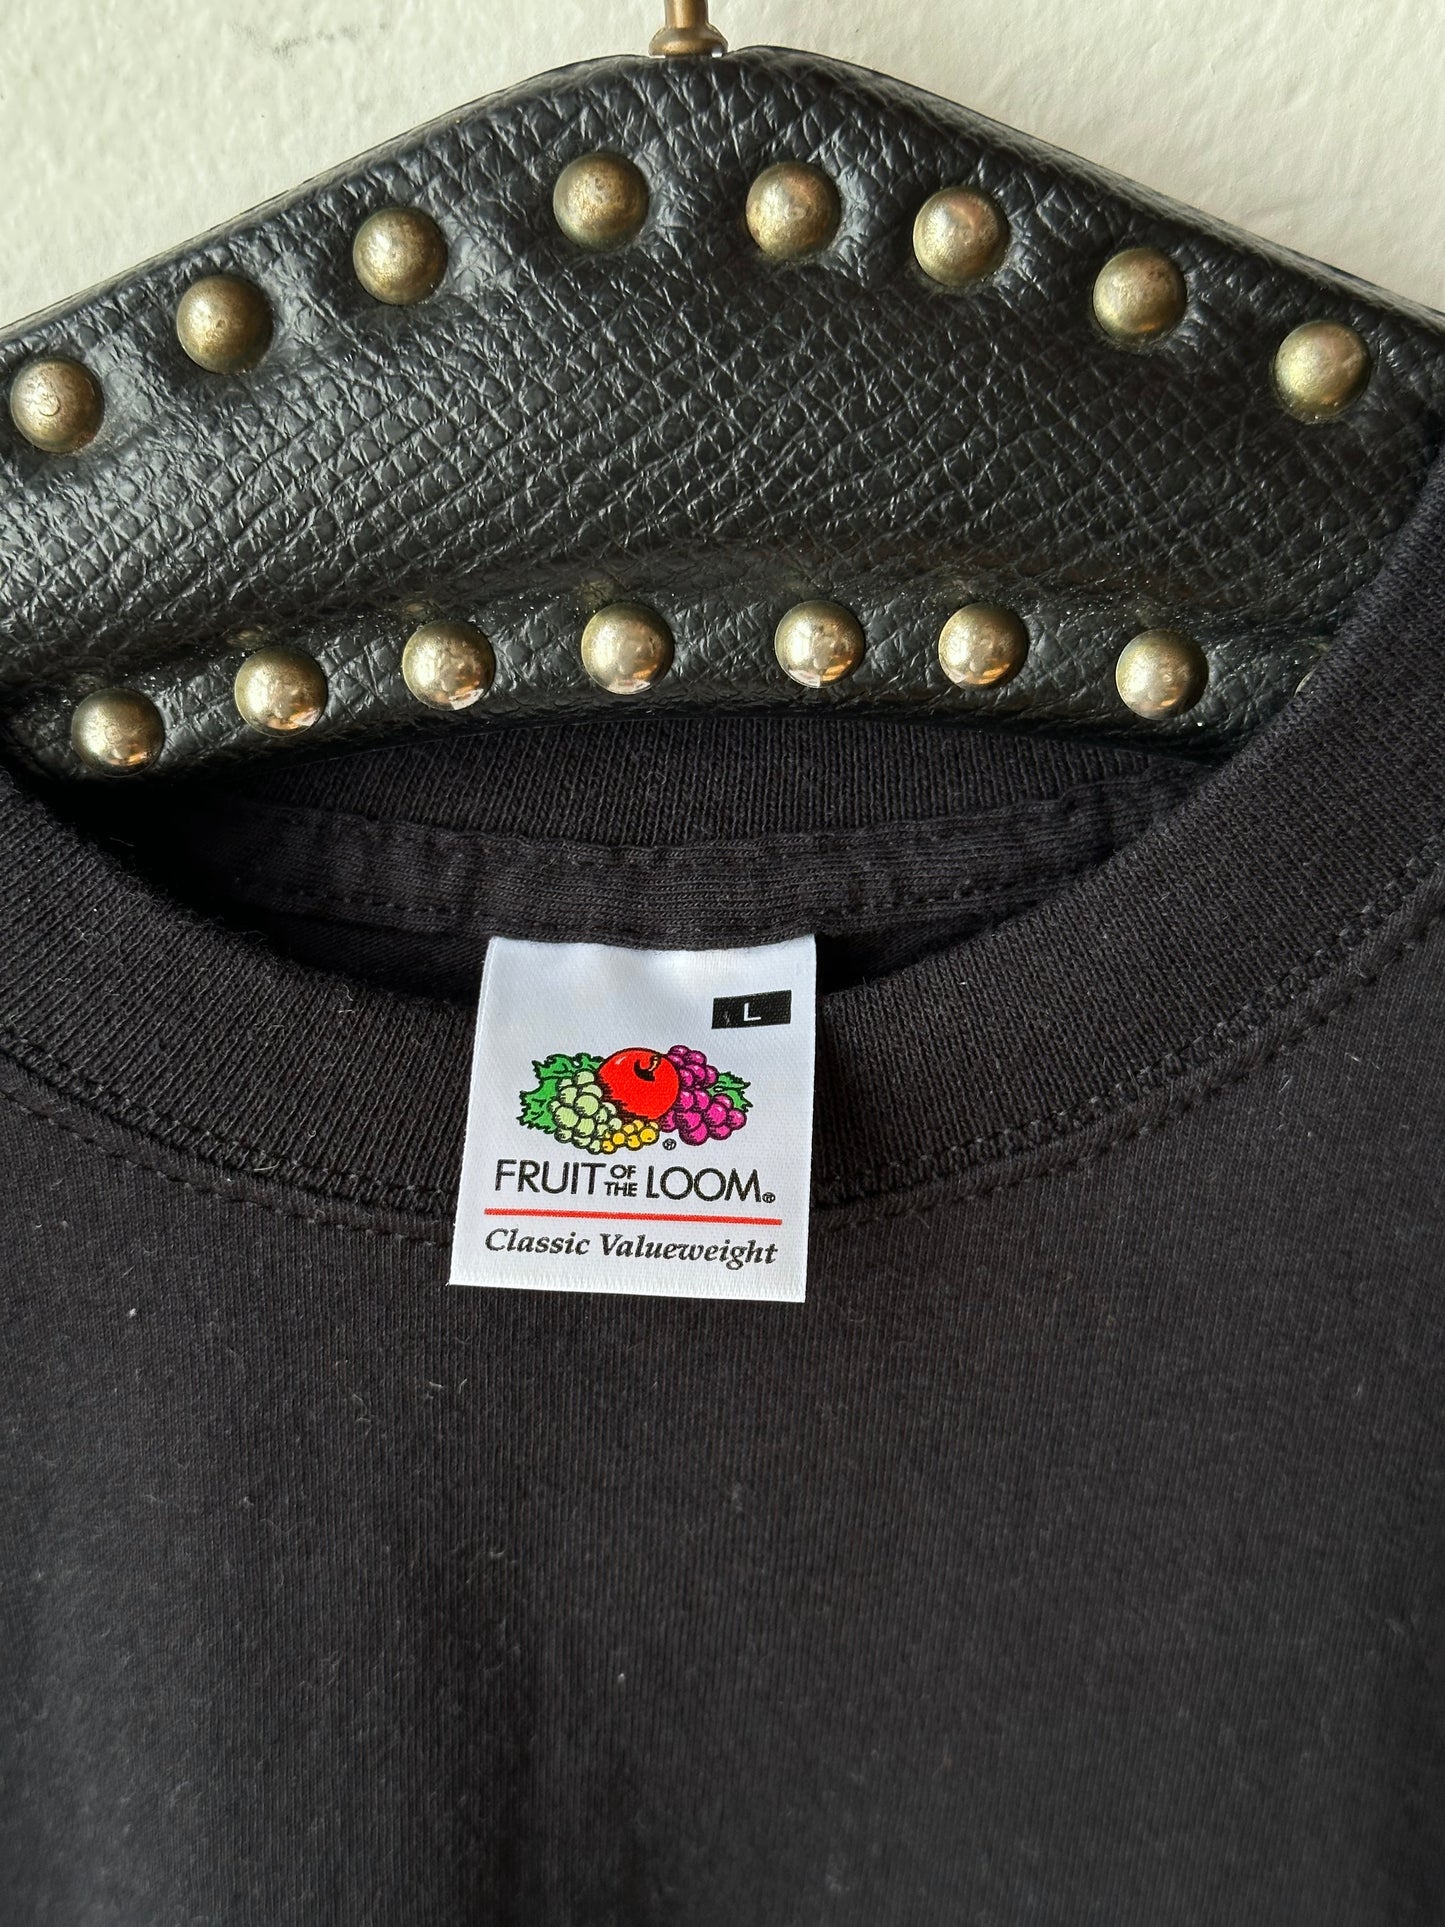 L
®
FRUIT OF THE LOOM®
Classic Valueweight